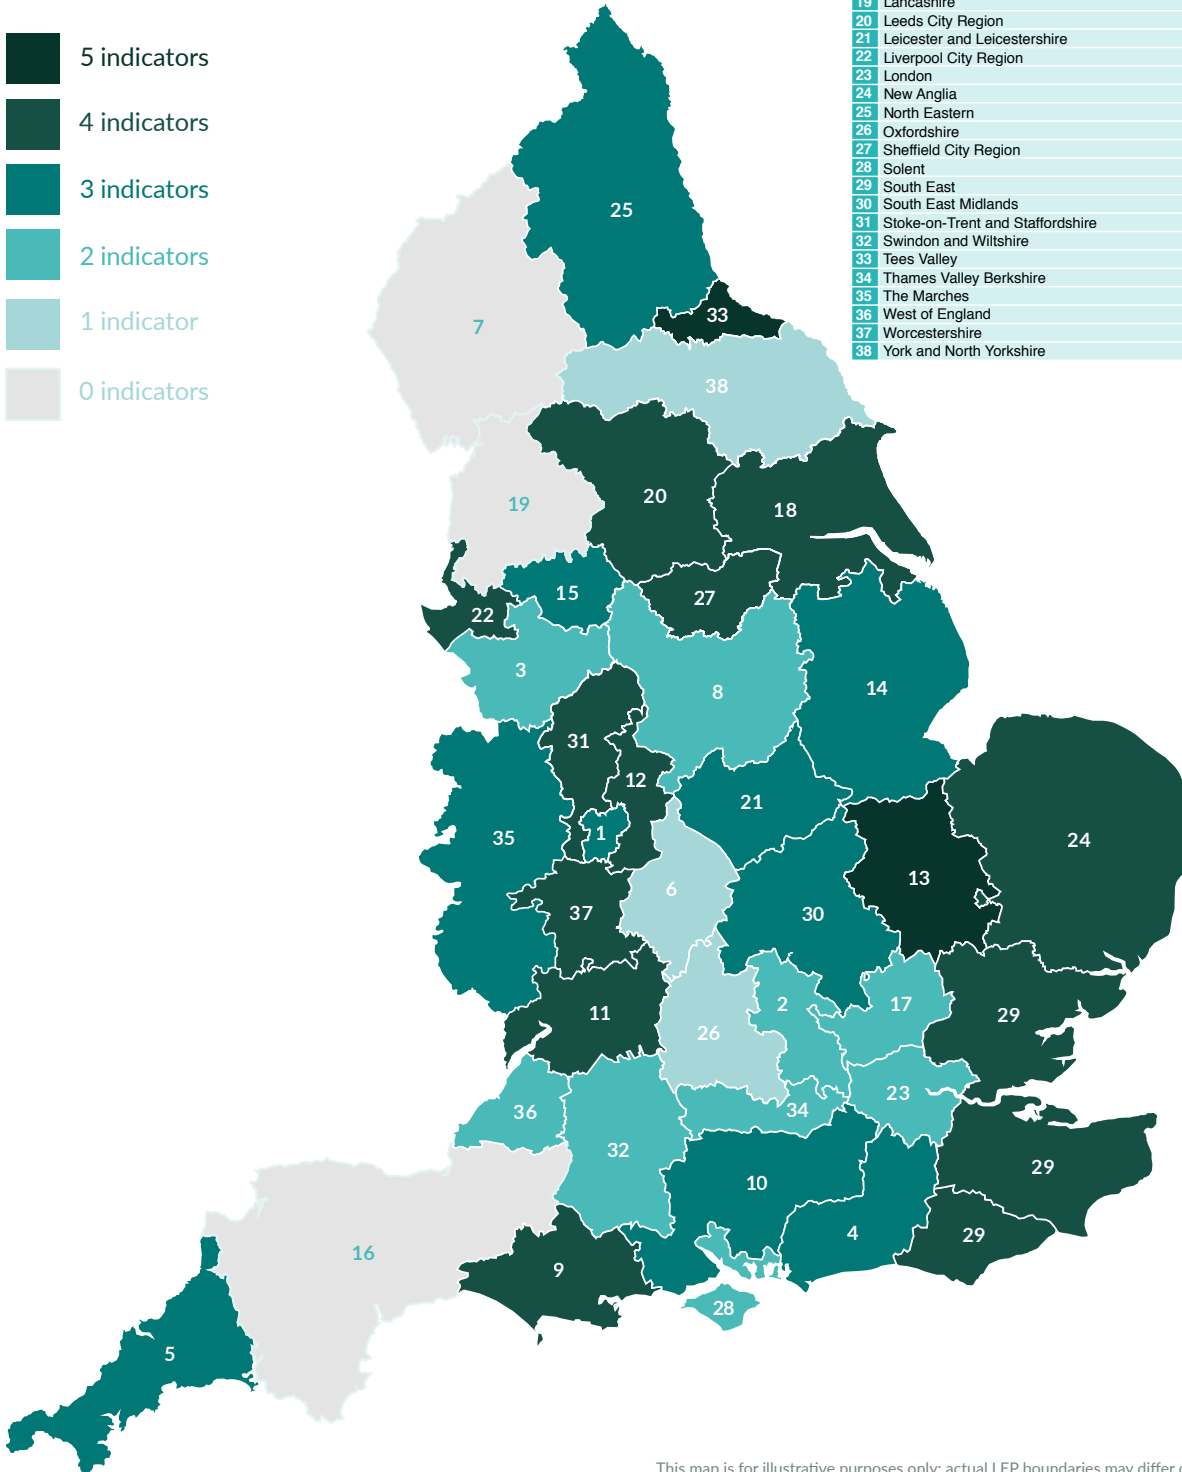 5 indicators
4 indicators
3 indicators
2 indicators
1 indicator
0 indicators
19 Lancashire
20 Leeds City Region
21 Leicester and Leicestershire
22 Liverpool City Region
23 London
24 New Anglia
25 North Eastern
26 Oxfordshire
27 Sheffield City Region
28 Solent
29 South East
30 South East Midlands
31 Stoke-on-Trent and Staffordshire
32 Swindon and Wiltshire
33 Tees Valley
34 Thames Valley Berkshire
35 The Marches
36 West of England
37 Worcestershire
38 York and North Yorkshire
25
33
7
38
20
19
18
15
27
22
3
8
14
31
12
21
1
35
24
13
6
37
30
2
17
11
29
26
23
34
36
32
29
10
4
29
16
9
28
5
This map is for illustrative purposes only: actual LEP boundaries may differ